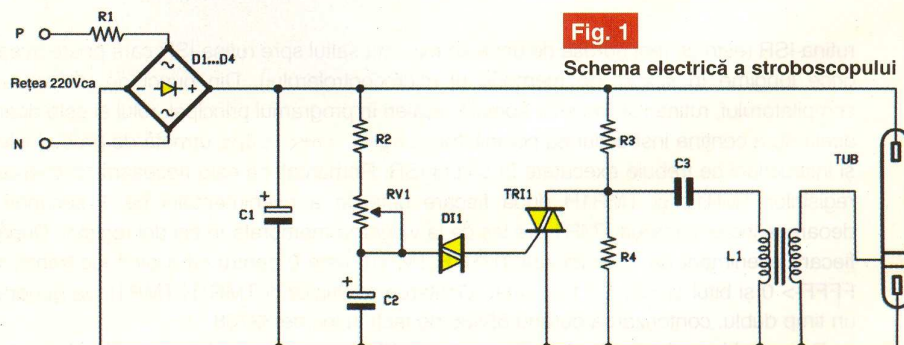 Fig. 1
Schema electrică a stroboscopului
R1
P
D1...D4
Rețea 220Vca
N
C1
R2
RV1
C2
DI1
TRI1
R3
R4
C3
L1
TUB